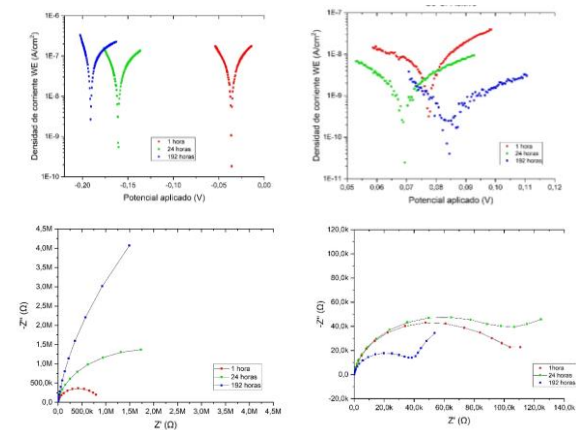 1E-6
1E-7
1E-8
1E-9
1E-10
Densidad de corriente WE (A/cm²)
1 hora
24 horas
192 horas
-0,20
-0,15
-0,10
-0,05
0,00
Potencial aplicado (V)
1E-6
1E-7
1E-8
1E-9
1E-10
1E-11
Densidad de corriente WE (A/cm²)
1 hora
24 horas
192 horas
0,05
0,06
0,07
0,08
0,09
0,10
0,11
0,12
Potencial aplicado (V)
4,5M
4,0M
3,5M
3,0M
2,5M
2,0M
1,5M
1,0M
500,0k
0,0
-Z'' (Ω)
1 hora
24 horas
192 horas
0,0
500,0k
1,0M
1,5M
2,0M
2,5M
3,0M
3,5M
4,0M
4,5M
Z' (Ω)
120,0k
100,0k
80,0k
60,0k
40,0k
20,0k
0,0
-20,0k
-Z'' (Ω)
1hora
24 horas
192 horas
0,0
20,0k
40,0k
60,0k
80,0k
100,0k
120,0k
140,0k
Z' (Ω)